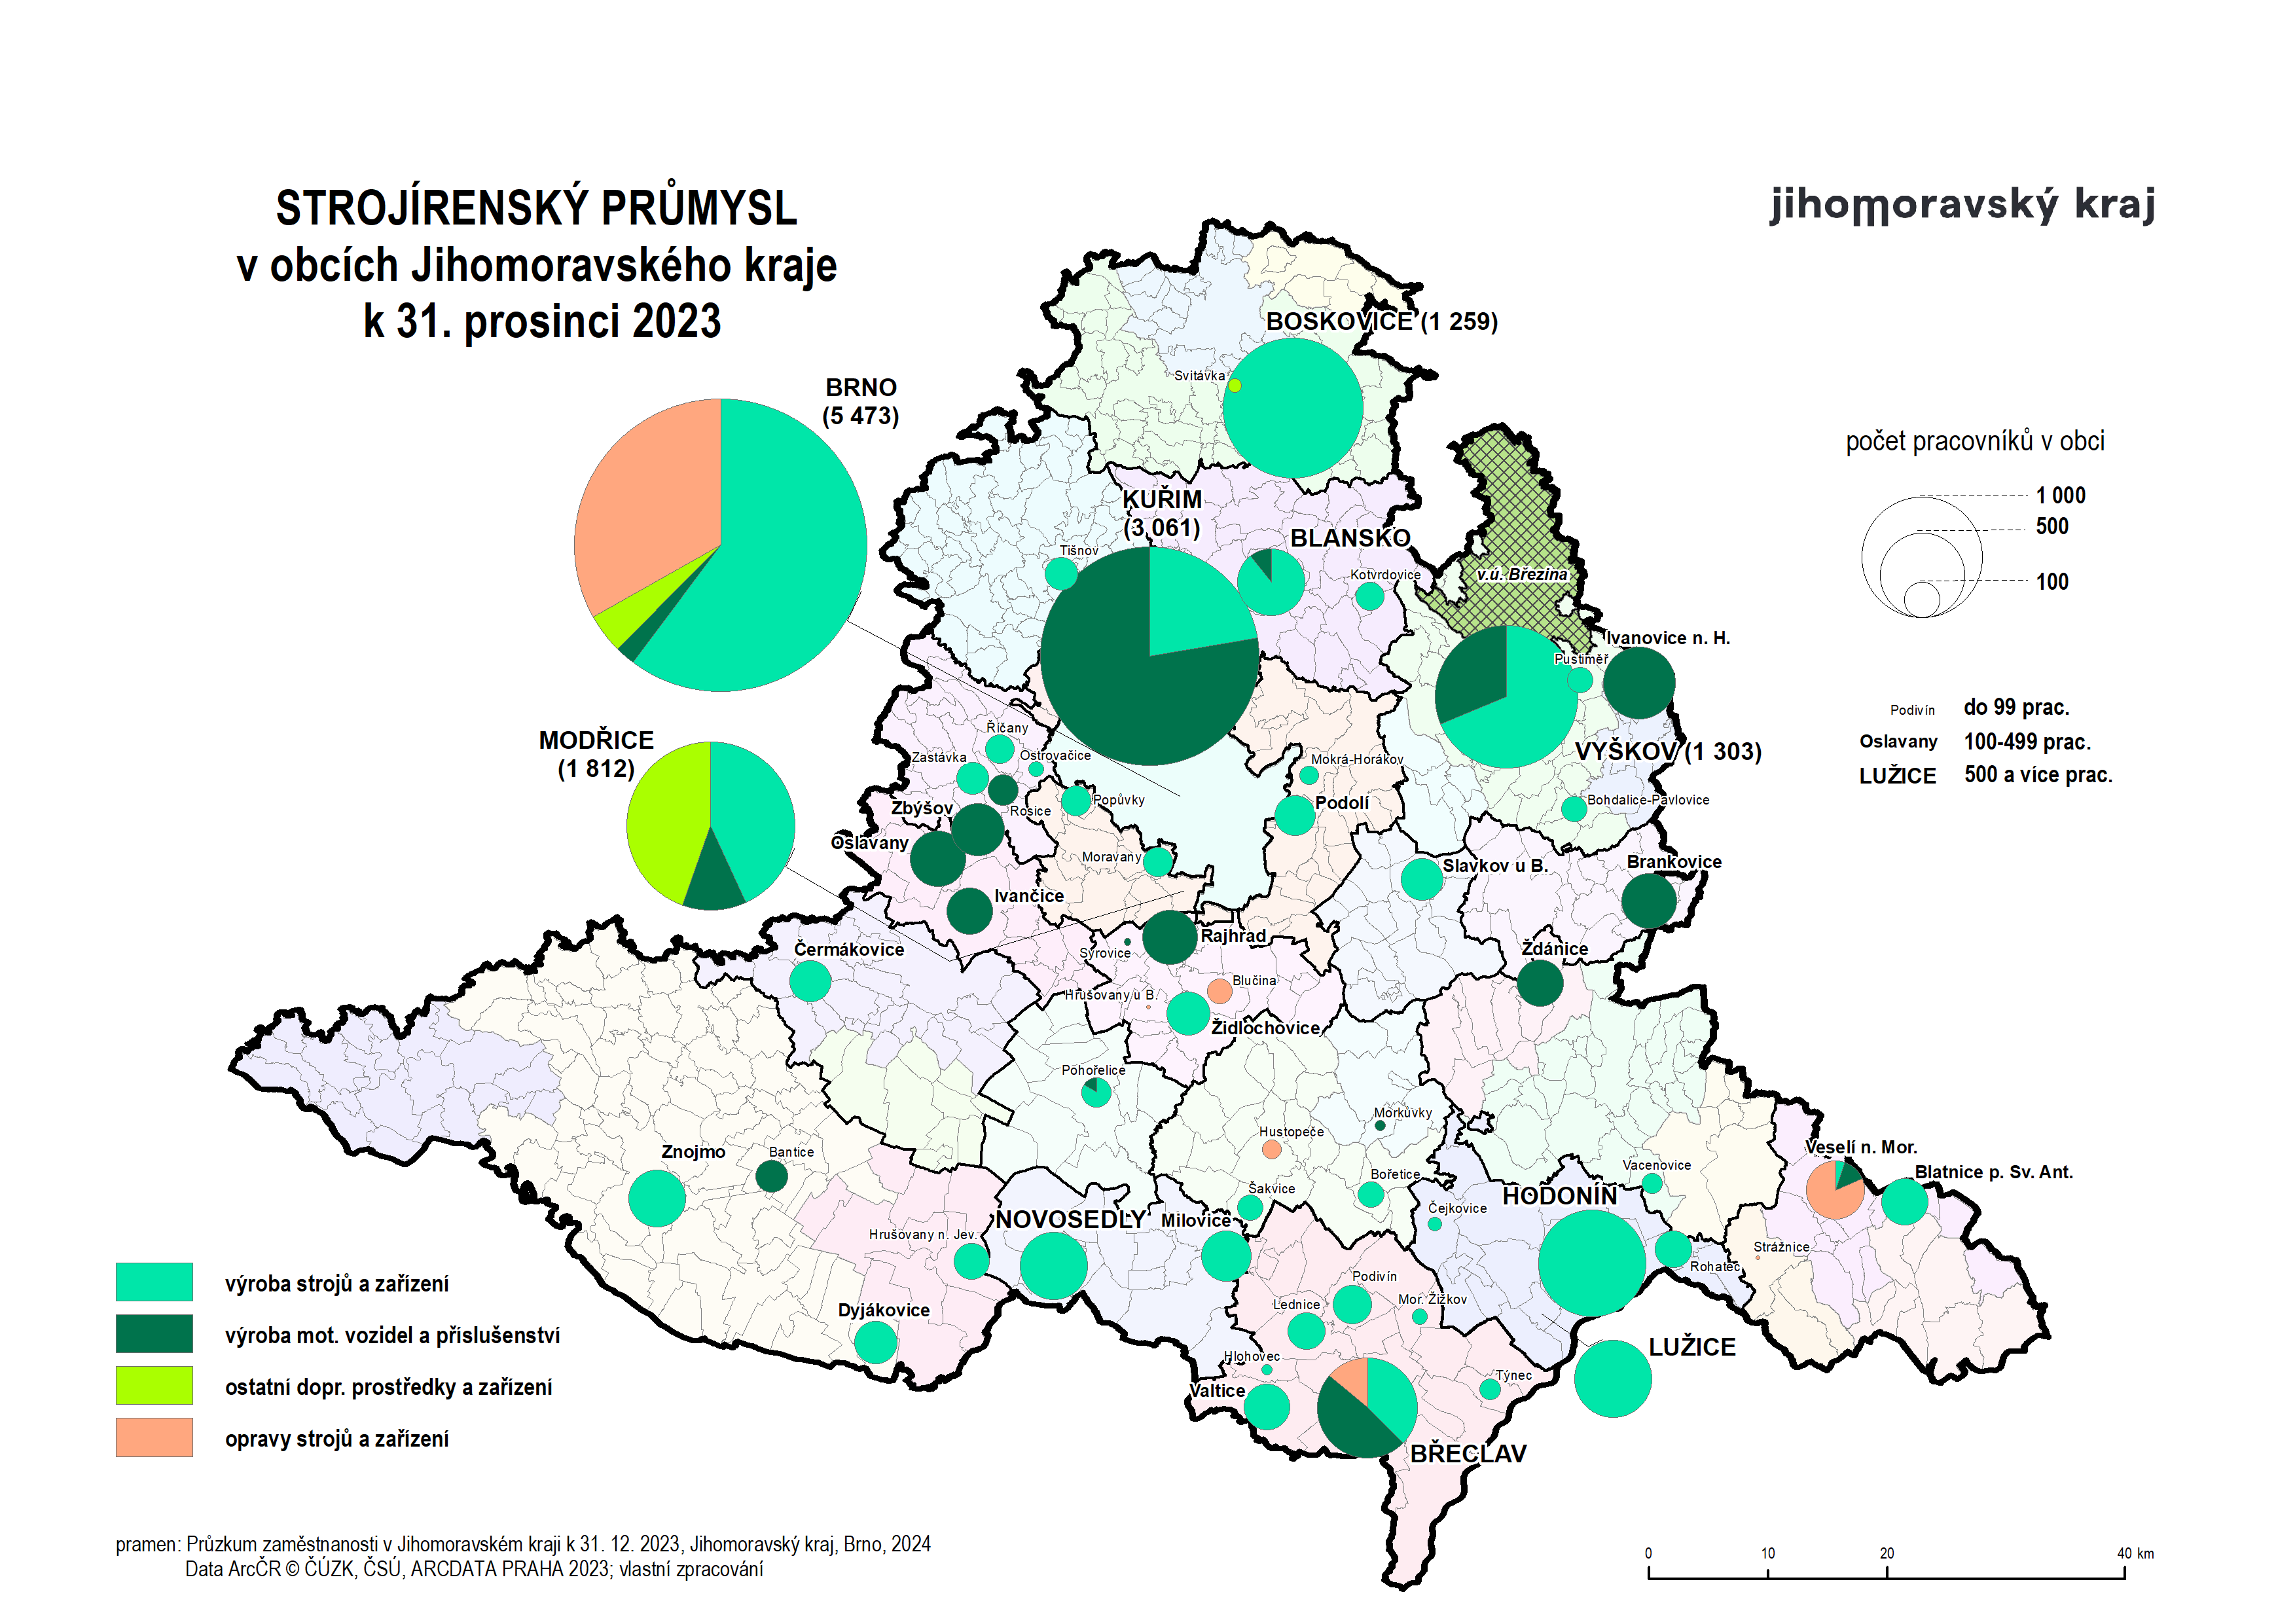 STROJÍRENSKÝ PRŮMYSL
v obcích Jihomoravského kraje
k 31. prosinci 2023
jihomoravský kraj
BOSKOVICE (1 259)
Svitávka
BRNO
(5 473)
počet pracovníků v obci
1 000
500
100
KUŘIM
(3 061)
BLANSKO
Tišnov
Kotvrdovice
v.ú. Březina
Ivanovice n. H.
Pustiměř
MODŘICE
(1 812)
VYŠKOV (1 303)
Podivín do 99 prac.
Oslavany 100-499 prac.
LUŽICE 500 a více prac.
Říčany
Zastávka
Ostrovačice
Mokrá-Horákov
Zbýšov
Rosice
Popůvky
Podolí
Bohdalice-Pavlovice
Oslavany
Moravany
Slavkov u B.
Brankovice
Ivančice
Čermákovice
Rajhrad
Syrovice
Ždánice
Hrušovany u B.
Blučina
Židlochovice
Pohořelice
Morkůvky
Hustopeče
Znojmo
Bantice
Veselí n. Mor.
Blatnice p. Sv. Ant.
Vacenovice
Bořetice
Šakvice
HODONÍN
Čejkovice
NOVOSEDLY
Milovice
Hrušovany n. Jev.
Strážnice
Rohatec
Podivín
Lednice
Mor. Žižkov
Dyjákovice
LUŽICE
Hlohovec
Týnec
Valtice
BŘECLAV
výroba strojů a zařízení
výroba mot. vozidel a příslušenství
ostatní dopr. prostředky a zařízení
opravy strojů a zařízení
pramen: Průzkum zaměstnanosti v Jihomoravském kraji k 31. 12. 2023, Jihomoravský kraj, Brno, 2024
Data ArcČR © ČÚZK, ČSÚ, ARCDATA PRAHA 2023; vlastní zpracování
0 10 20 40 km